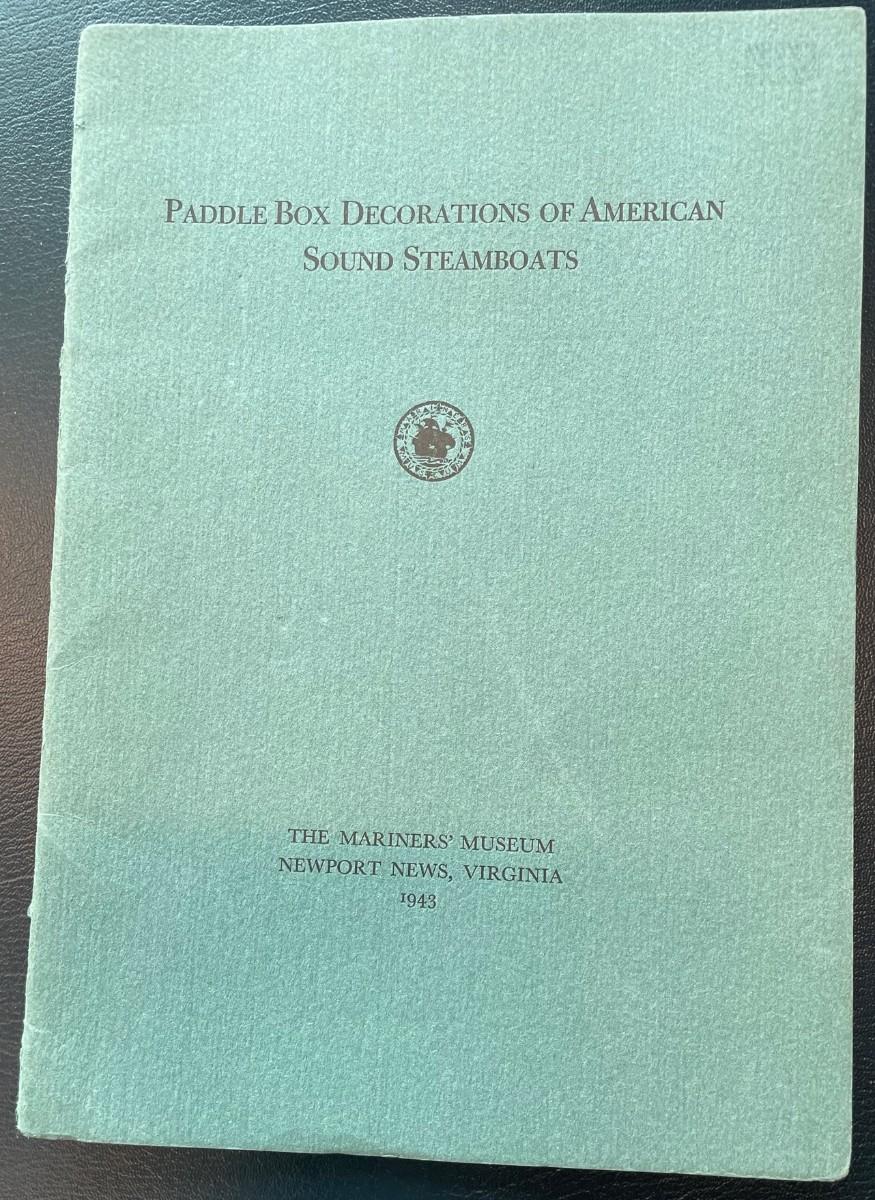 PADDLE BOX DECORATIONS OF AMERICAN
SOUND STEAMBOATS
THE MARINERS' MUSEUM
NEWPORT NEWS, VIRGINIA
1943